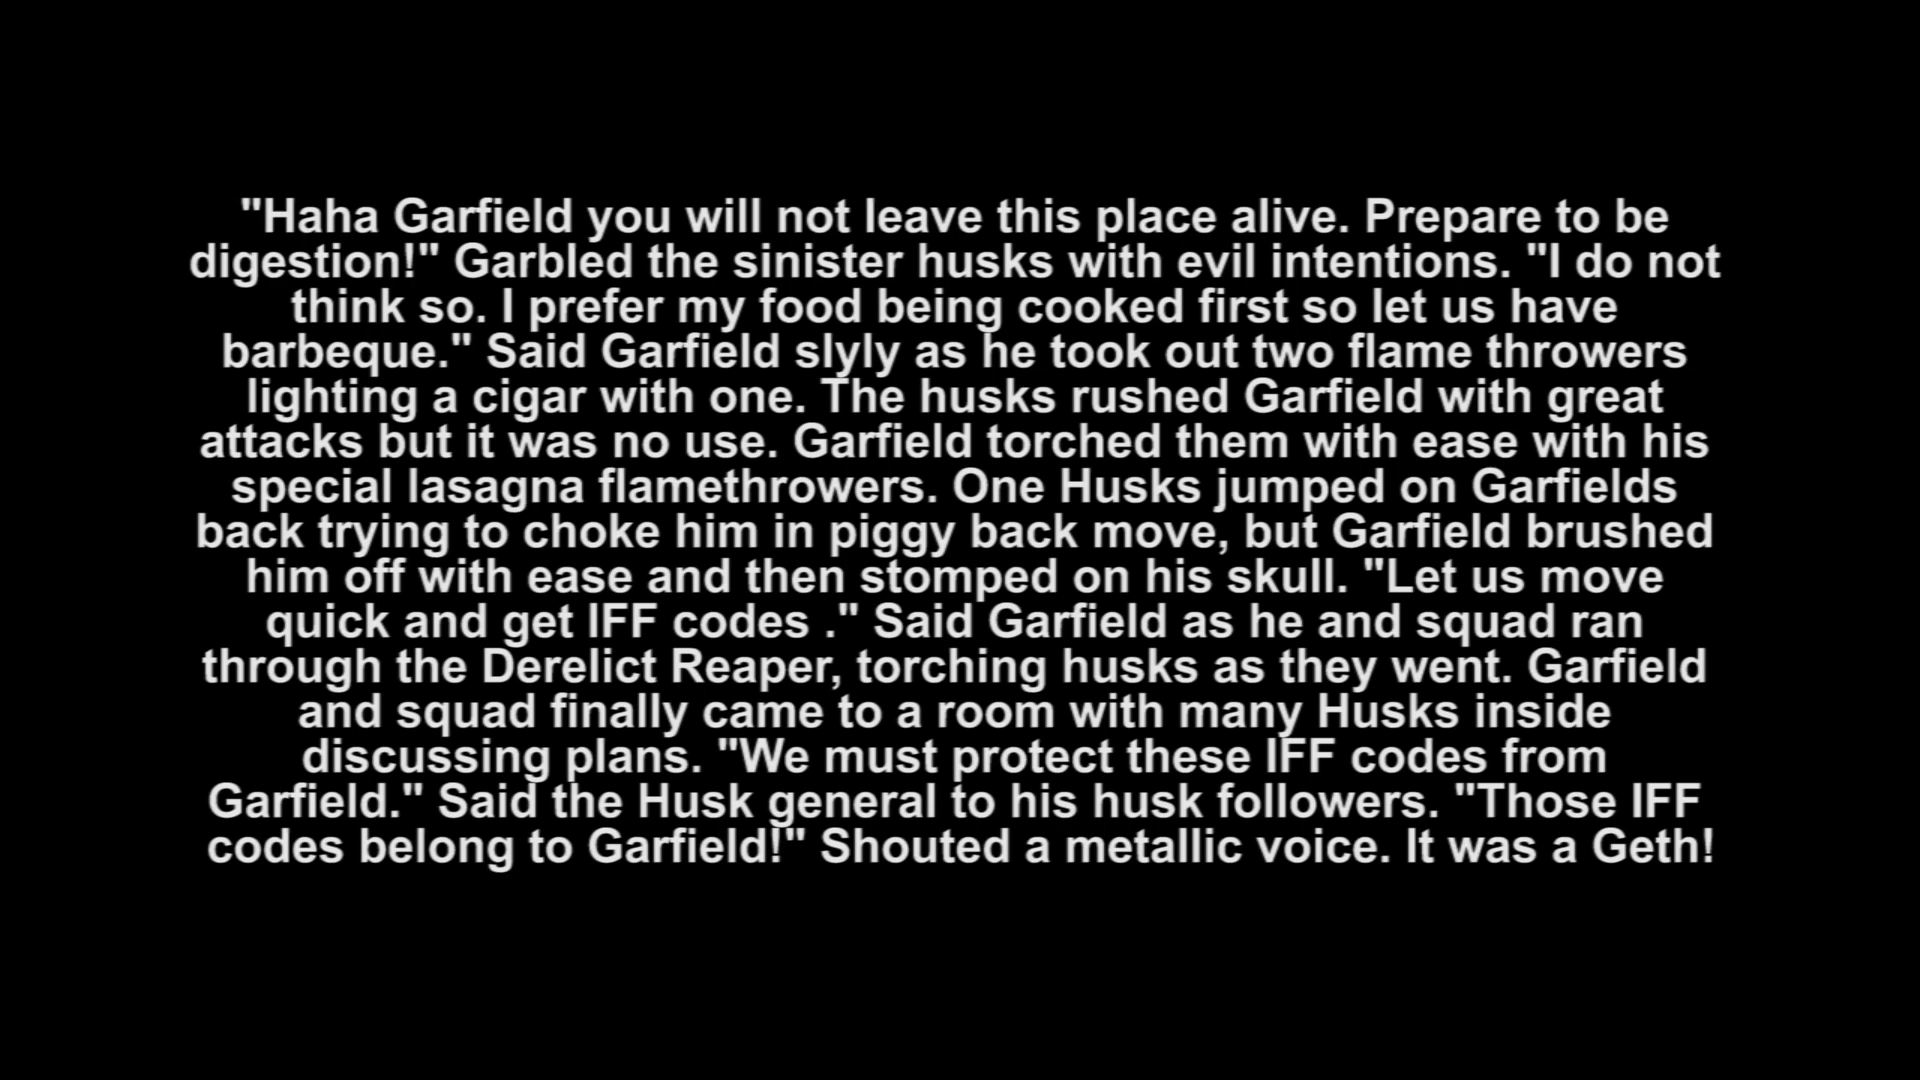 "Haha Garfield you will not leave this place alive. Prepare to be
digestion!" Garbled the sinister husks with evil intentions. "I do not
think so. I prefer my food being cooked first so let us have
barbeque." Said Garfield slyly as he took out two flame throwers
lighting a cigar with one. The husks rushed Garfield with great
attacks but it was no use. Garfield torched them with ease with his
special lasagna flamethrowers. One Husks jumped on Garfields
back trying to choke him in piggy back move, but Garfield brushed
him off with ease and then stomped on his skull. "Let us move
quick and get IFF codes ." Said Garfield as he and squad ran
through the Derelict Reaper, torching husks as they went. Garfield
and squad finally came to a room with many Husks inside
discussing plans. "We must protect these IFF codes from
Garfield." Said the Husk general to his husk followers. "Those IFF
codes belong to Garfield!" Shouted a metallic voice. It was a Geth!